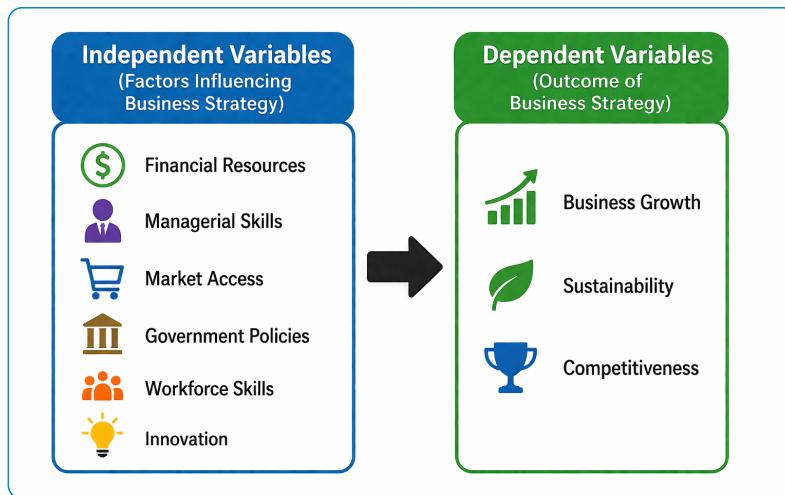 Independent Variables
(Factors Influencing
Business Strategy)
$
Financial Resources
Managerial Skills
Market Access
Government Policies
Workforce Skills
Innovation
Dependent Variables
(Outcome of
Business Strategy)
Business Growth
Sustainability
Competitiveness